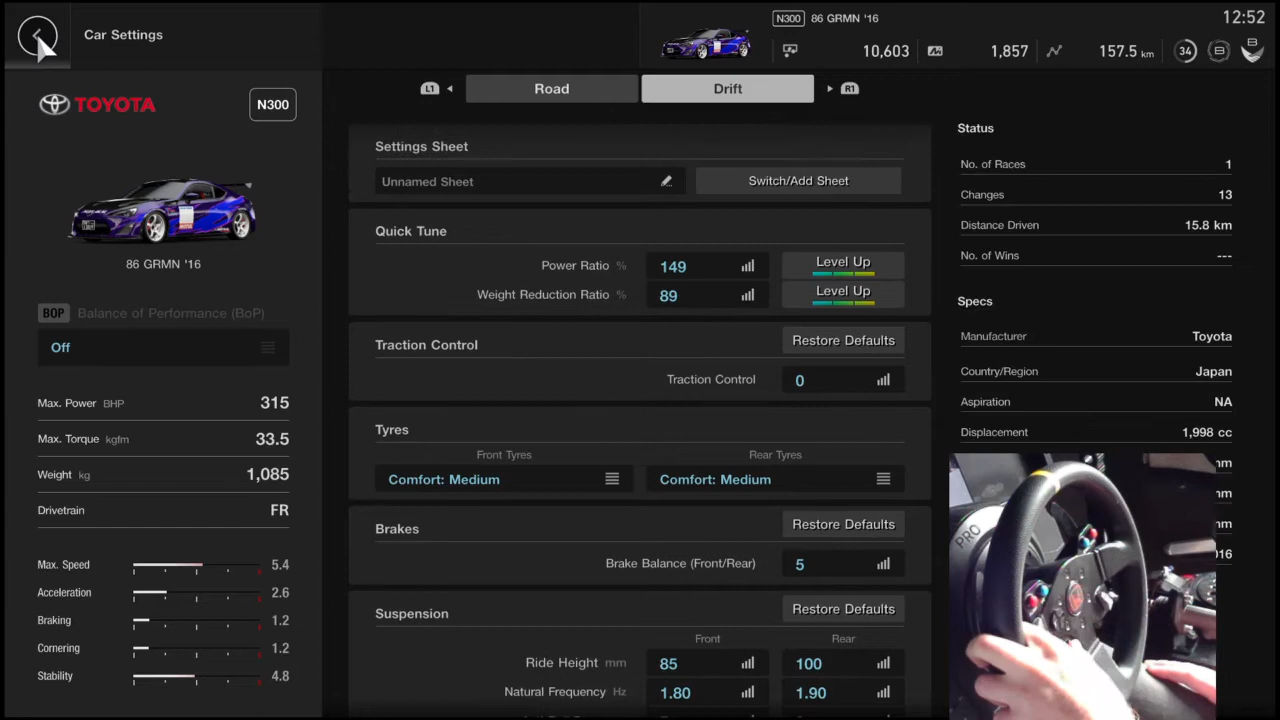 Car Settings
N300 86 GRMN '16
12:52
10,603 1,857 157.5 km 34 B B
TOYOTA N300
86 GRMN '16
BOP Balance of Performance (BoP)
Off
Max. Power BHP 315
Max. Torque kgfm 33.5
Weight kg 1,085
Drivetrain FR
Max. Speed 5.4
Acceleration 2.6
Braking 1.2
Cornering 1.2
Stability 4.8
L1 Road Drift R1
Settings Sheet
Unnamed Sheet Switch/Add Sheet
Quick Tune
Power Ratio % 149 Level Up
Weight Reduction Ratio % 89 Level Up
Traction Control Restore Defaults
Traction Control 0
Tyres
Front Tyres Rear Tyres
Comfort: Medium Comfort: Medium
Brakes Restore Defaults
Brake Balance (Front/Rear) 5
Suspension Restore Defaults
Front Rear
Ride Height mm 85 100
Natural Frequency Hz 1.80 1.90
Status
No. of Races 1
Changes 13
Distance Driven 15.8 km
No. of Wins ---
Specs
Manufacturer Toyota
Country/Region Japan
Aspiration NA
Displacement 1,998 cc
PRO